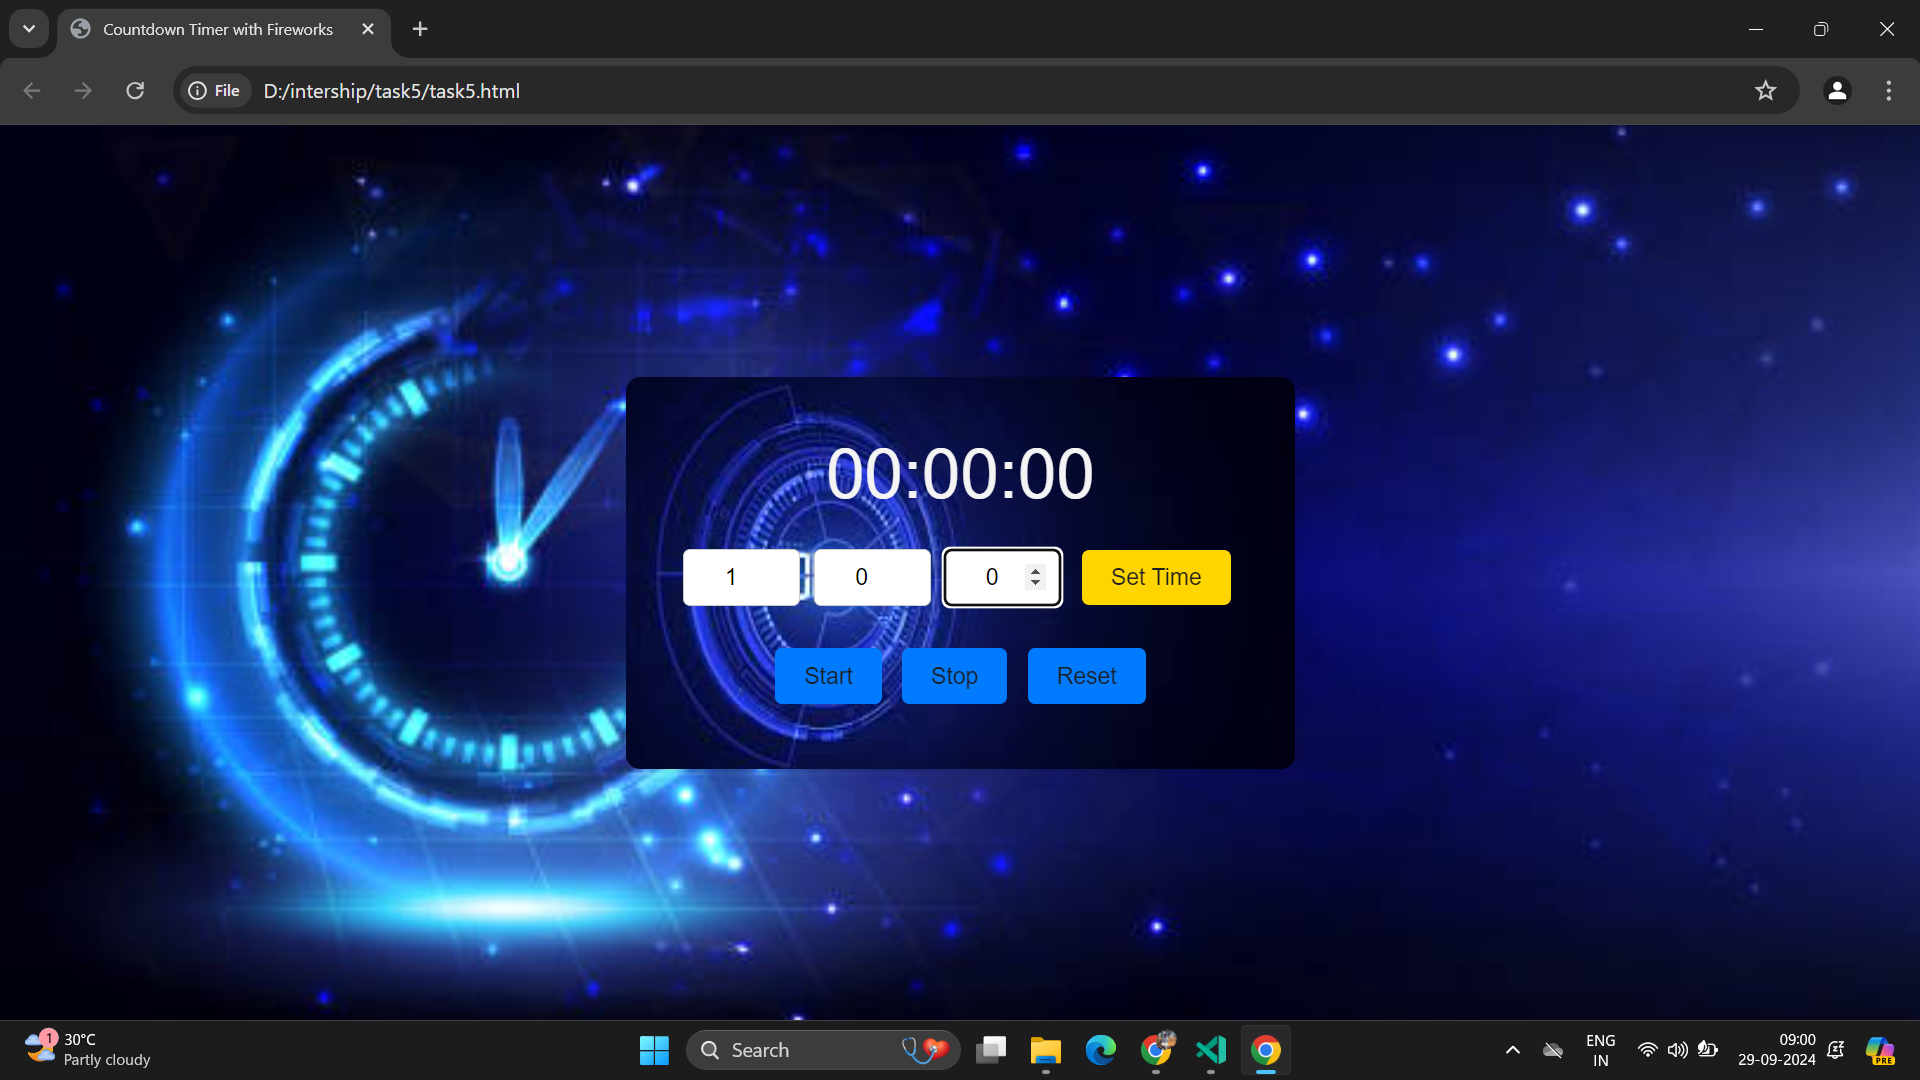 Countdown Timer with Fireworks
File
D:/intership/task5/task5.html
00:00:00
1
0
0
Set Time
Start
Stop
Reset
1
30°C
Partly cloudy
Search
PRE
ENG
IN
09:00
29-09-2024